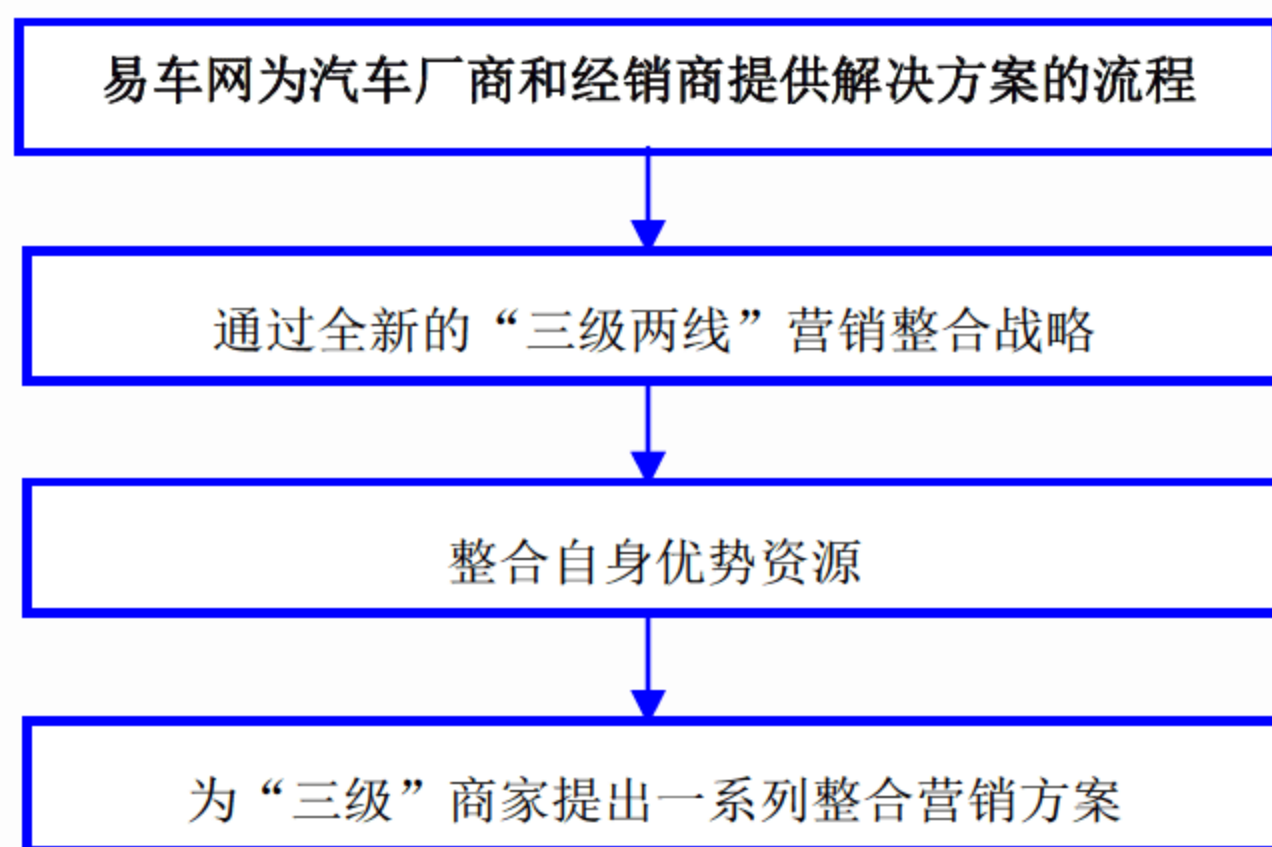 易车网为汽车厂商和经销商提供解决方案的流程
通过全新的“三级两线”营销整合战略
整合自身优势资源
为“三级”商家提出一系列整合营销方案